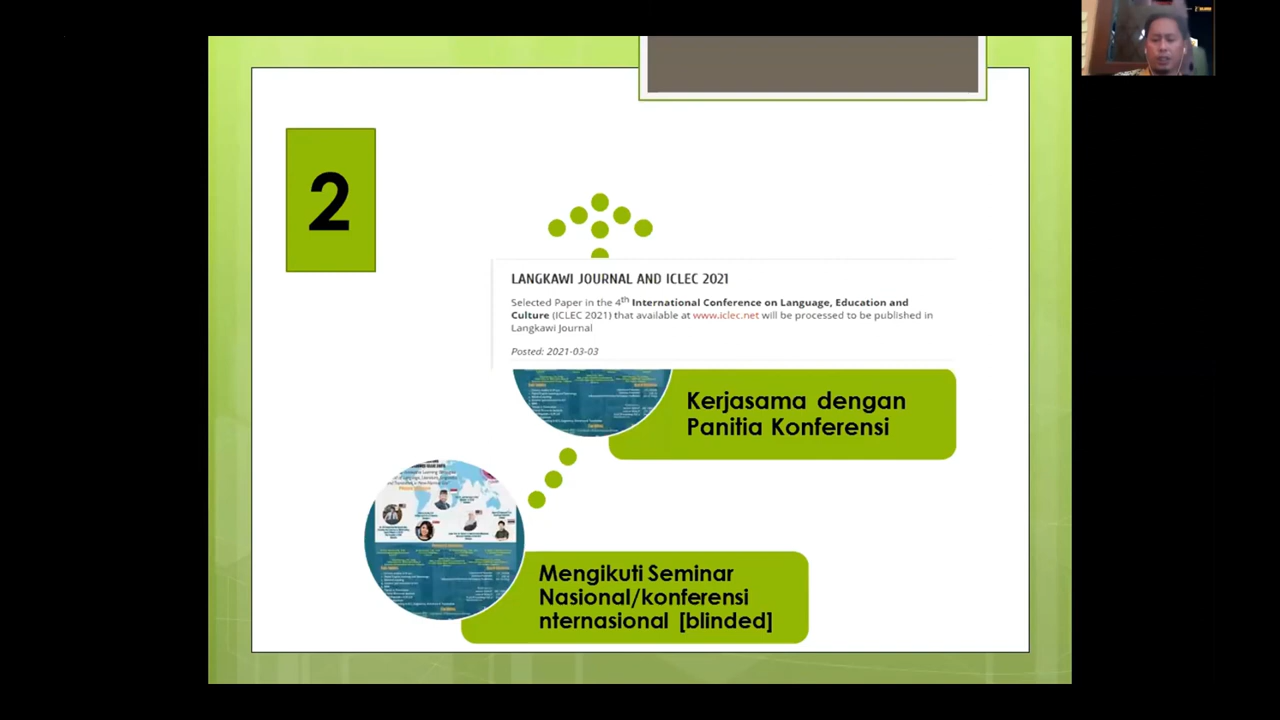 2
LANGKAWI JOURNAL AND ICLEC 2021
Selected Paper in the 4th International Conference on Language, Education and
Culture (ICLEC 2021) that available at www.iclec.net will be processed to be published in
Langkawi Journal
Posted: 2021-03-03
Kerjasama dengan
Panitia Konferensi
Mengikuti Seminar
Nasional/konferensi
nternasional [blinded]